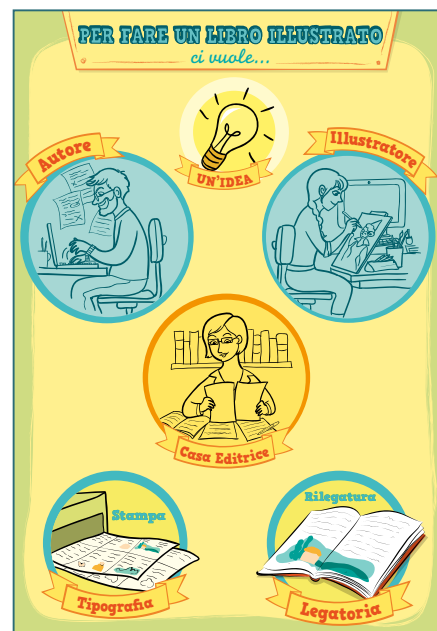 PER FARE UN LIBRO ILLUSTRATO
ci vuole...
Autore
UN'IDEA
Illustratore
Casa Editrice
Stampa
Tipografia
Rilegatura
Legatoria